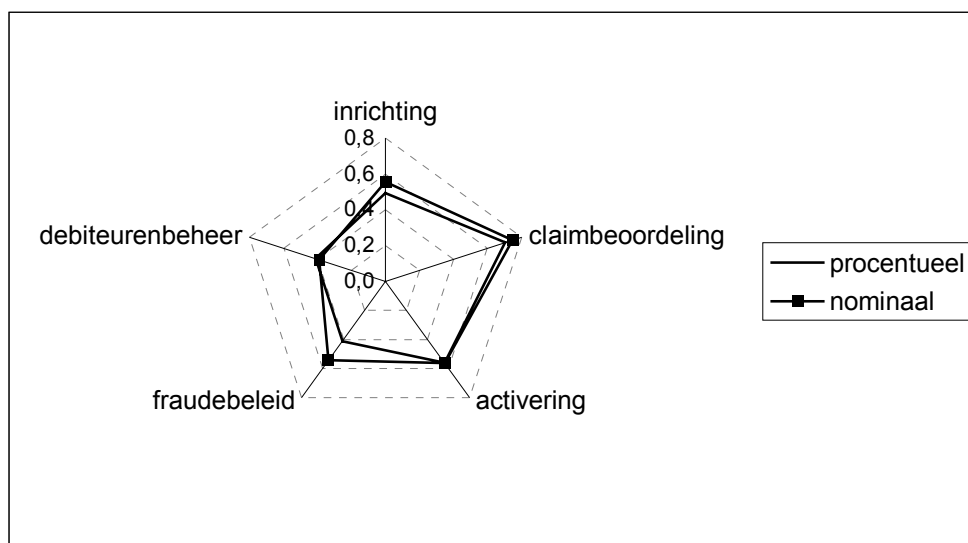 inrichting
0,8
0,6
0,4
0,2
0,0
debiteurenbeheer
claimbeoordeling
fraudebeleid
activering
procentueel
nominaal